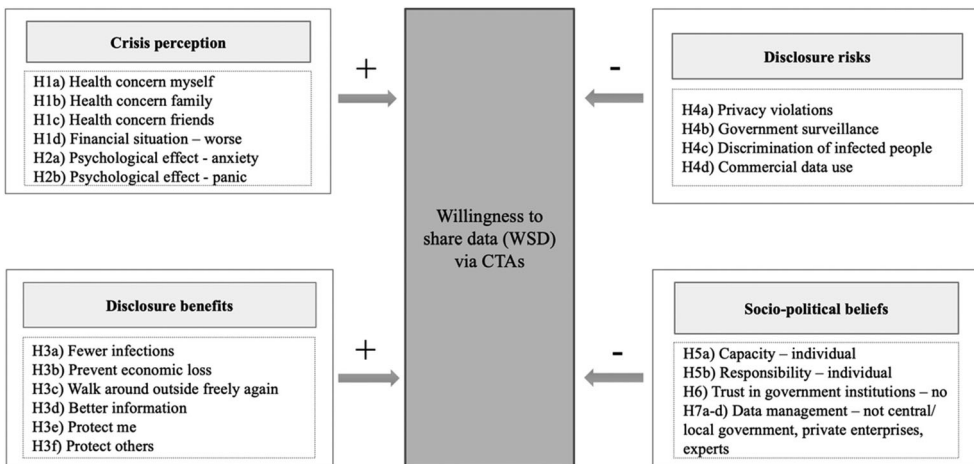 Crisis perception
H1a) Health concern myself
H1b) Health concern family
H1c) Health concern friends
H1d) Financial situation – worse
H2a) Psychological effect - anxiety
H2b) Psychological effect - panic
+
Disclosure benefits
H3a) Fewer infections
H3b) Prevent economic loss
H3c) Walk around outside freely again
H3d) Better information
H3e) Protect me
H3f) Protect others
+
Willingness to
share data (WSD)
via CTAs
-
Disclosure risks
H4a) Privacy violations
H4b) Government surveillance
H4c) Discrimination of infected people
H4d) Commercial data use
-
Socio-political beliefs
H5a) Capacity – individual
H5b) Responsibility – individual
H6) Trust in government institutions – no
H7a-d) Data management – not central/
local government, private enterprises,
experts